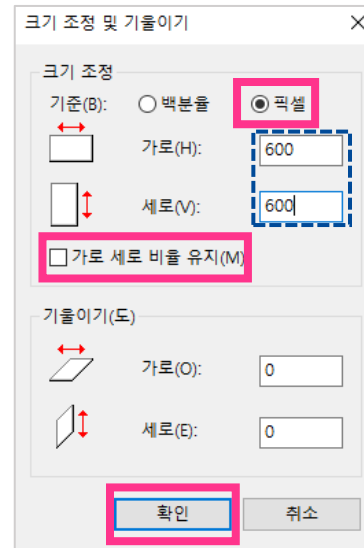 크기 조정 및 기울이기
크기 조정
기준(B): 백분율 픽셀
가로(H): 600
세로(V): 600
가로 세로 비율 유지(M)
기울이기(도)
가로(O): 0
세로(E): 0
확인 취소